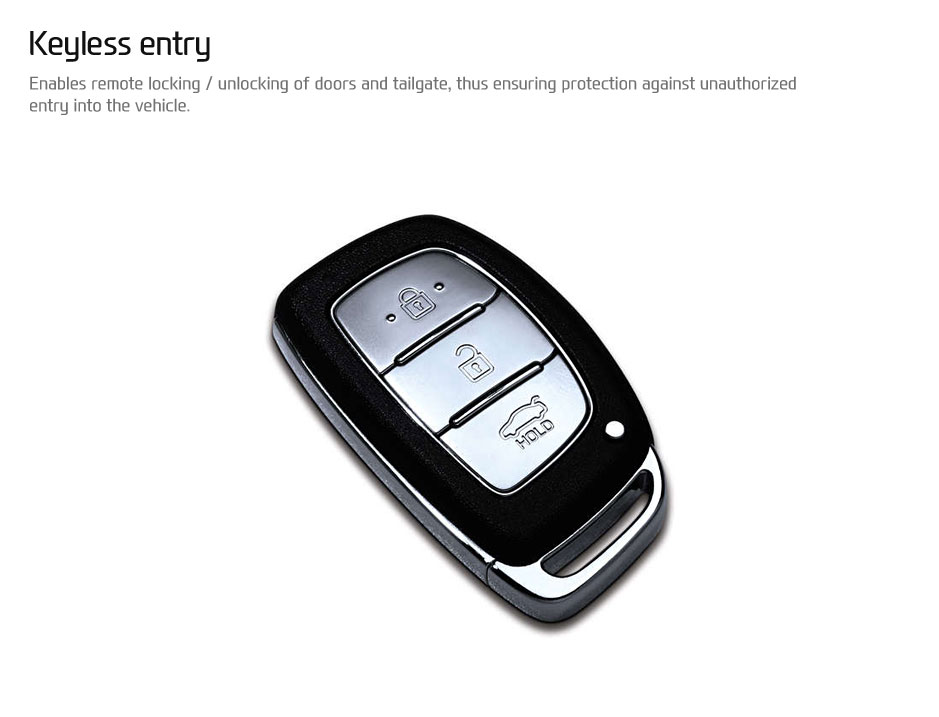 Keyless entry
Enables remote locking / unlocking of doors and tailgate, thus ensuring protection against unauthorized
entry into the vehicle.
HOLD